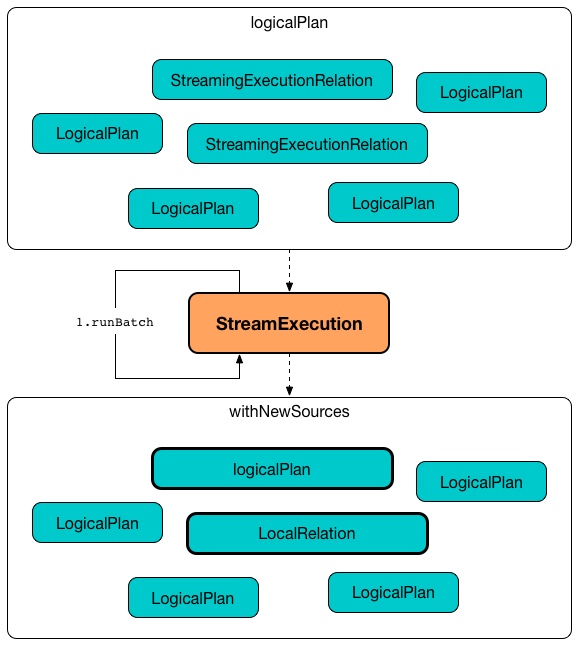 logicalPlan
StreamingExecutionRelation
LogicalPlan
LogicalPlan
StreamingExecutionRelation
LogicalPlan
LogicalPlan
1.runBatch
StreamExecution
withNewSources
logicalPlan
LogicalPlan
LogicalPlan
LocalRelation
LogicalPlan
LogicalPlan